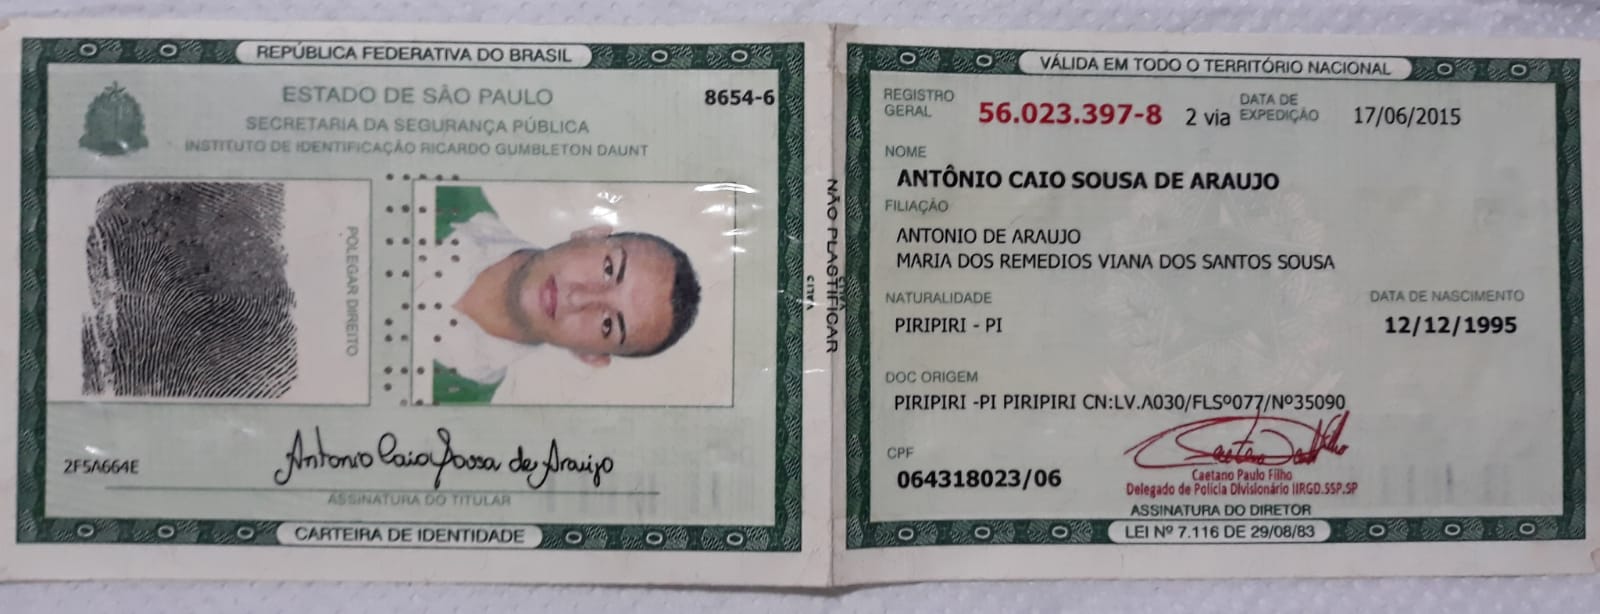 REPÚBLICA FEDERATIVA DO BRASIL
ESTADO DE SÃO PAULO
8654-6
SECRETARIA DA SEGURANÇA PÚBLICA
INSTITUTO DE IDENTIFICAÇÃO RICARDO GUMBLETON DAUNT
POLEGAR DIREITO
2F5A664E
Antonio Caio Sousa de Araujo
ASSINATURA DO TITULAR
CARTEIRA DE IDENTIDADE
NÃO PLASTIFICAR
VÁLIDA EM TODO O TERRITÓRIO NACIONAL
REGISTRO GERAL 56.023.397-8 2 via DATA DE EXPEDIÇÃO 17/06/2015
NOME
ANTÔNIO CAIO SOUSA DE ARAUJO
FILIAÇÃO
ANTONIO DE ARAUJO
MARIA DOS REMEDIOS VIANA DOS SANTOS SOUSA
NATURALIDADE DATA DE NASCIMENTO
PIRIPIRI - PI 12/12/1995
DOC ORIGEM
PIRIPIRI -PI PIRIPIRI CN:LV.A030/FLSº077/Nº35090
CPF
064318023/06
Caetano Paulo Filho
Delegado de Polícia Divisionário IIRGD.SSP.SP
ASSINATURA DO DIRETOR
LEI Nº 7.116 DE 29/08/83